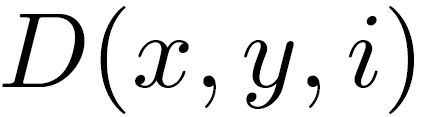 D(x, y, i)